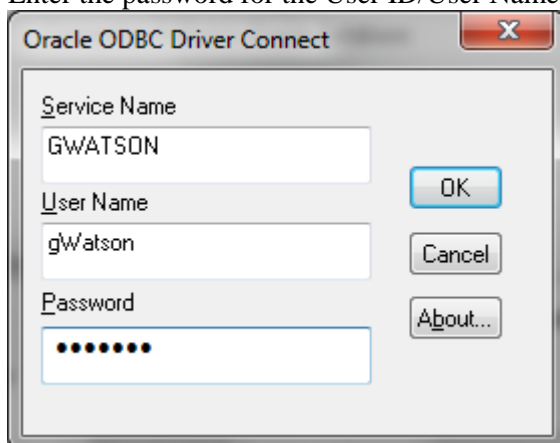 Enter the password for the User ID/User Name
Oracle ODBC Driver Connect
Service Name
GWATSON
User Name
gWatson
Password
•••••••
OK
Cancel
About...